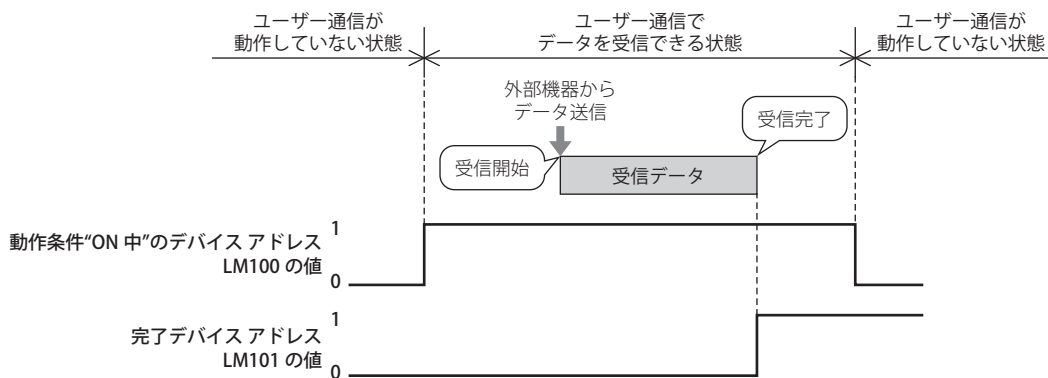 ユーザー通信が
動作していない状態
ユーザー通信で
データを受信できる状態
ユーザー通信が
動作していない状態
外部機器から
データ送信
受信完了
受信開始
受信データ
動作条件“ON 中”のデバイス アドレス
LM100 の値
1
0
完了デバイス アドレス
LM101 の値
1
0